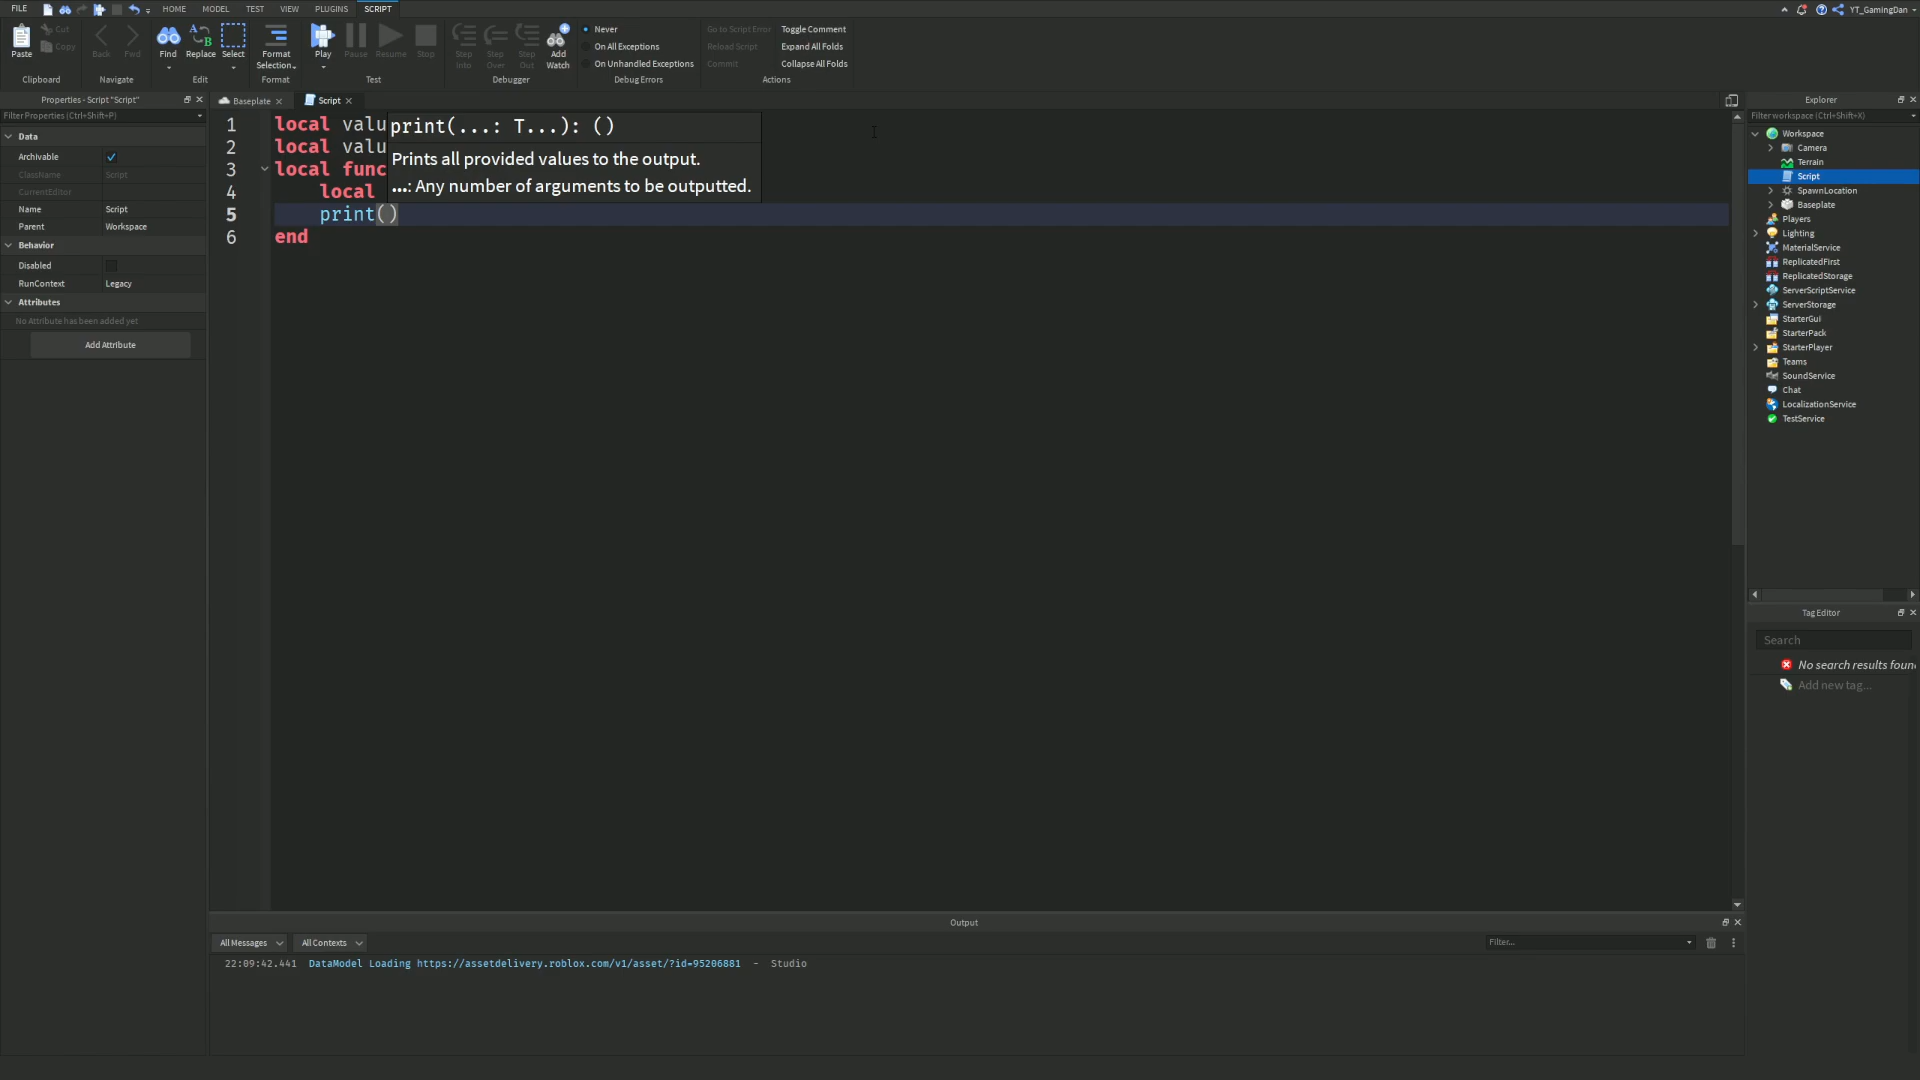 FILE HOME MODEL TEST VIEW PLUGINS SCRIPT YT_GamingDan
Paste
Cut
Copy
Clipboard
Back Fwd
Navigate
Find Replace Select
Edit
Format
Selection
Format
Play Pause Resume Stop
Test
Step Into
Step Over
Step Out
Add Watch
Debugger
Never
On All Exceptions
On Unhandled Exceptions
Debug Errors
Go to Script Error
Reload Script
Commit
Toggle Comment
Expand All Folds
Collapse All Folds
Actions
Properties - Script "Script"
Filter Properties (Ctrl+Shift+P)
Data
Archivable
ClassName Script
CurrentEditor
Name Script
Parent Workspace
Behavior
Disabled
RunContext Legacy
Attributes
No Attribute has been added yet
Add Attribute
Baseplate
Script
1 local valu
2 local valu
3 local func
4 local
5 print()
6 end
print(...: T...): ()
Prints all provided values to the output.
...: Any number of arguments to be outputted.
Output
All Messages
All Contexts
Filter...
22:09:42.441 DataModel Loading https://assetdelivery.roblox.com/v1/asset/?id=95206881 - Studio
Explorer
Filter workspace (Ctrl+Shift+X)
Workspace
Camera
Terrain
Script
SpawnLocation
Baseplate
Players
Lighting
MaterialService
ReplicatedFirst
ReplicatedStorage
ServerScriptService
ServerStorage
StarterGui
StarterPack
StarterPlayer
Teams
SoundService
Chat
LocalizationService
TestService
Tag Editor
Search
No search results foun
Add new tag...